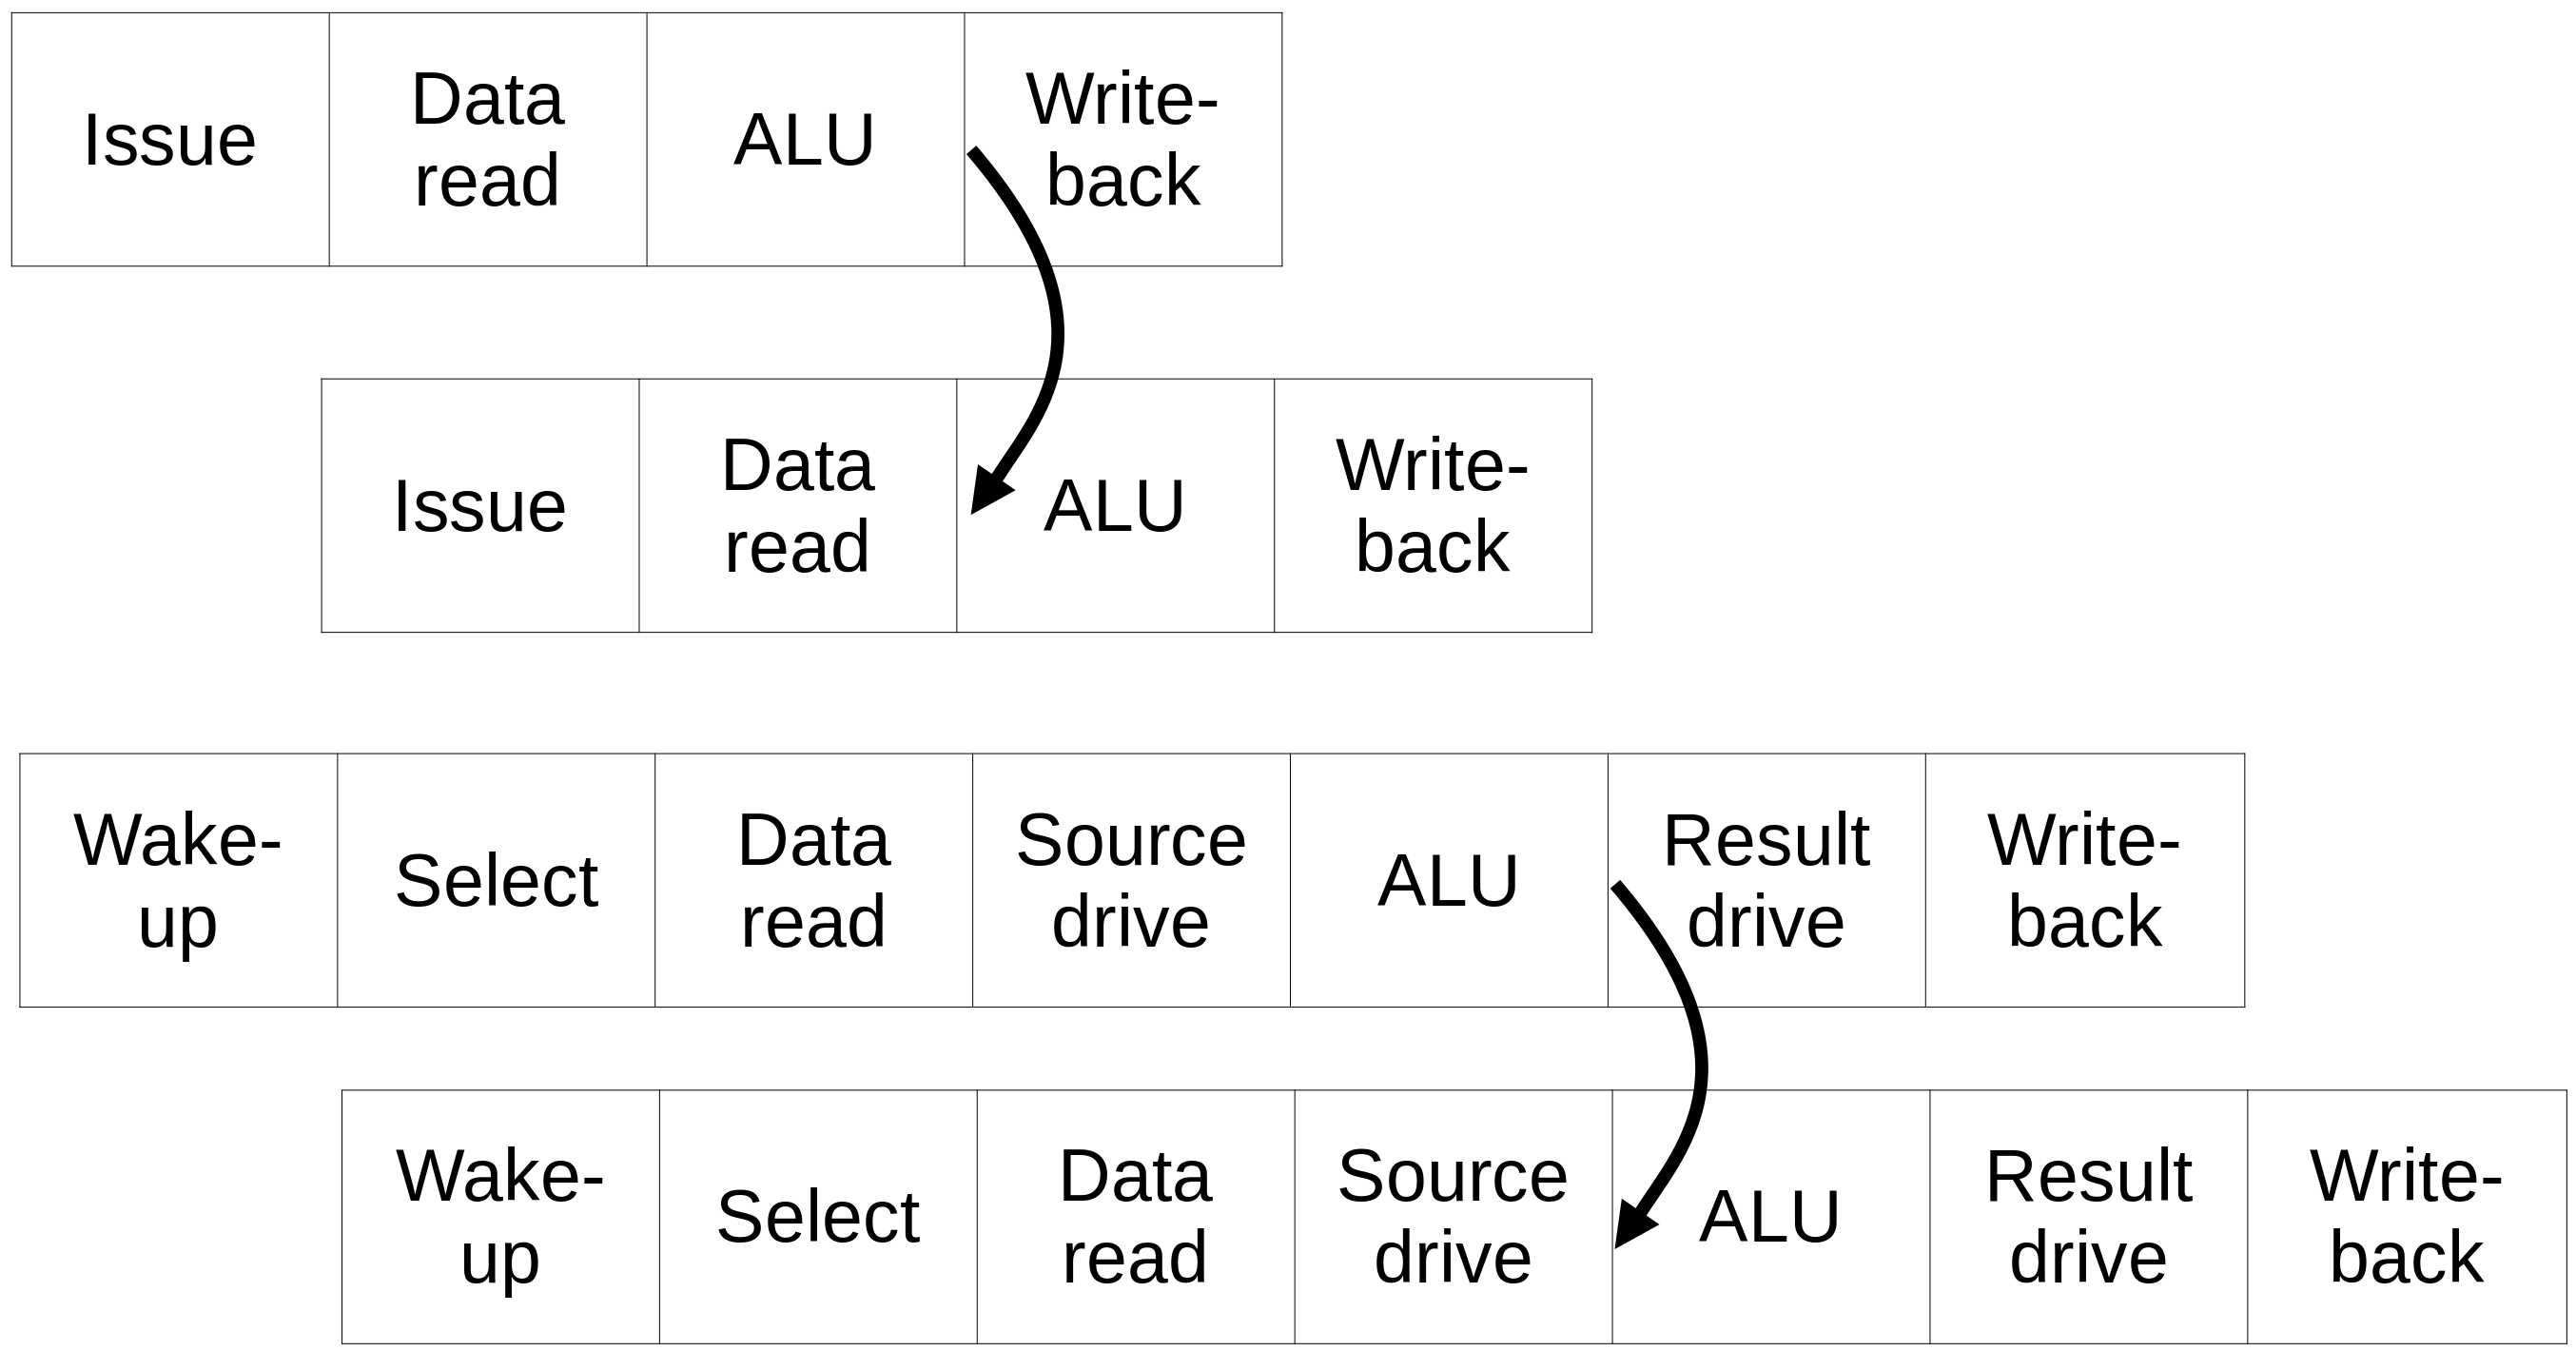 Issue
Data
read
ALU
Write-
back
Issue
Data
read
ALU
Write-
back
Wake-
up
Select
Data
read
Source
drive
ALU
Result
drive
Write-
back
Wake-
up
Select
Data
read
Source
drive
ALU
Result
drive
Write-
back